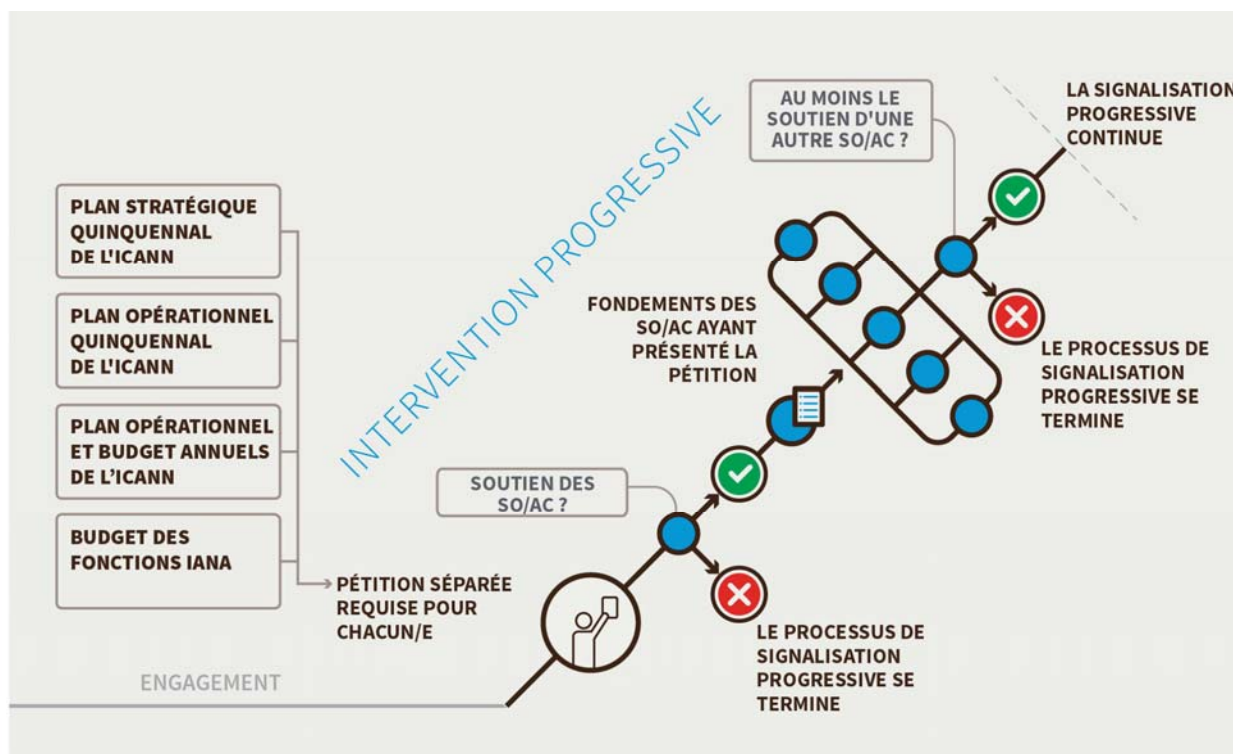 PLAN STRATÉGIQUE
QUINQUENNAL
DE L'ICANN
PLAN OPÉRATIONNEL
QUINQUENNAL
DE L'ICANN
PLAN OPÉRATIONNEL
ET BUDGET ANNUELS
DE L’ICANN
BUDGET DES
FONCTIONS IANA
PÉTITION SÉPARÉE
REQUISE POUR
CHACUN/E
ENGAGEMENT
INTERVENTION PROGRESSIVE
SOUTIEN DES
SO/AC ?
LE PROCESSUS DE
SIGNALISATION
PROGRESSIVE SE
TERMINE
FONDEMENTS DES
SO/AC AYANT
PRÉSENTÉ LA
PÉTITION
AU MOINS LE
SOUTIEN D'UNE
AUTRE SO/AC ?
LA SIGNALISATION
PROGRESSIVE
CONTINUE
LE PROCESSUS DE
SIGNALISATION
PROGRESSIVE SE
TERMINE